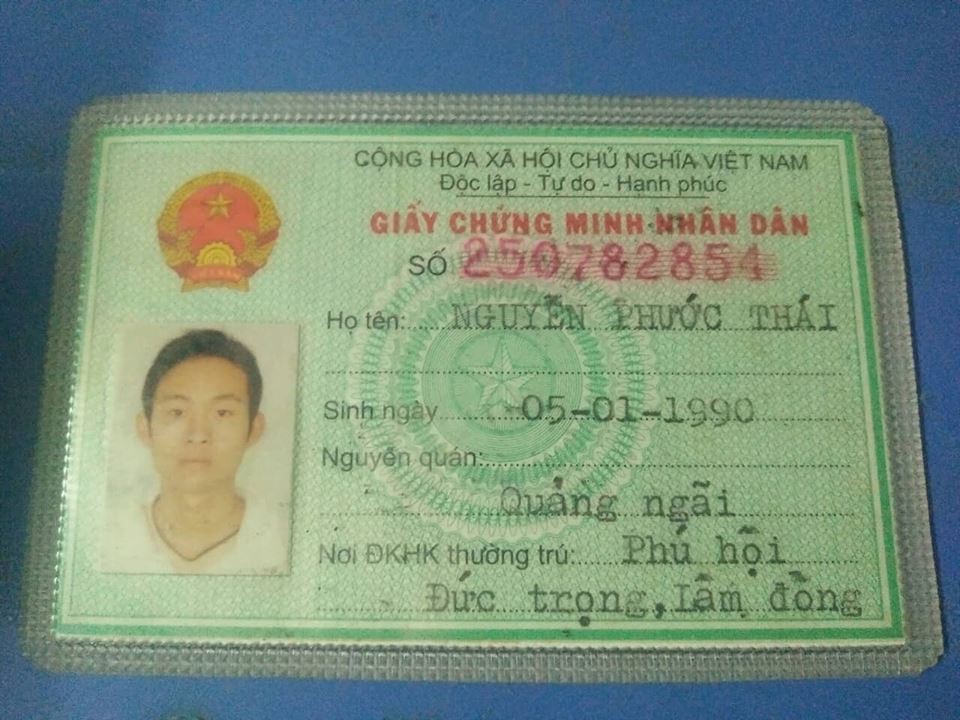 CỘNG HÒA XÃ HỘI CHỦ NGHĨA VIỆT NAM
Độc lập - Tự do - Hạnh phúc
GIẤY CHỨNG MINH NHÂN DÂN
SỐ 250782854
Họ tên: NGUYỄN PHƯỚC THÁI
Sinh ngày 05-01-1990
Nguyên quán:
Quảng ngãi
Nơi ĐKHK thường trú: Phú hội
Đức trọng, Lâm đồng